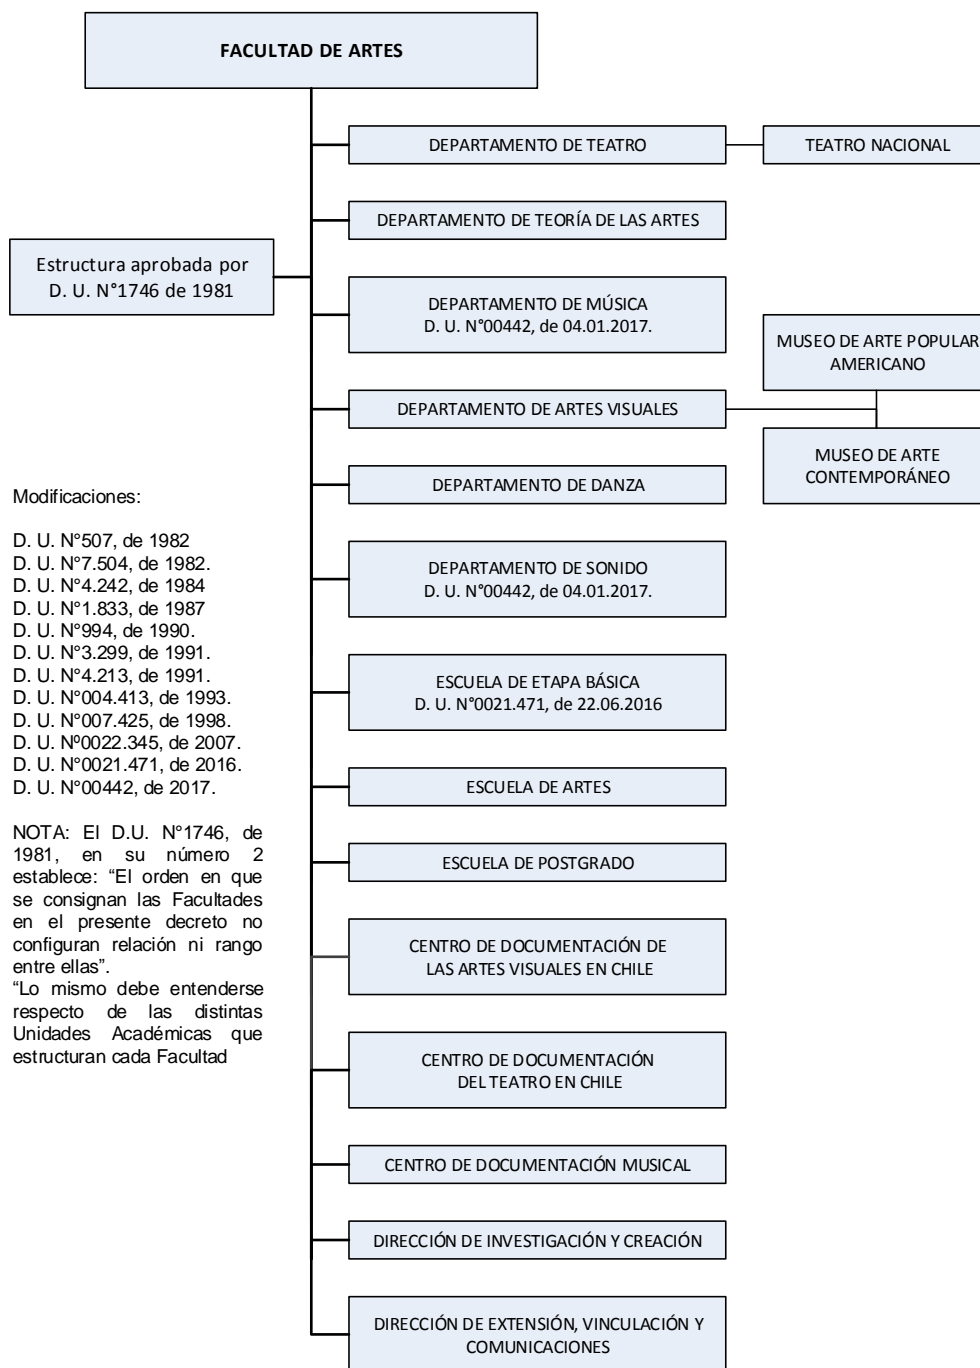 FACULTAD DE ARTES
DEPARTAMENTO DE TEATRO
TEATRO NACIONAL
DEPARTAMENTO DE TEORÍA DE LAS ARTES
Estructura aprobada por
D. U. N°1746 de 1981
DEPARTAMENTO DE MÚSICA
D. U. N°00442, de 04.01.2017.
MUSEO DE ARTE POPULAR
AMERICANO
DEPARTAMENTO DE ARTES VISUALES
MUSEO DE ARTE
CONTEMPORÁNEO
DEPARTAMENTO DE DANZA
DEPARTAMENTO DE SONIDO
D. U. N°00442, de 04.01.2017.
ESCUELA DE ETAPA BÁSICA
D. U. N°0021.471, de 22.06.2016
ESCUELA DE ARTES
ESCUELA DE POSTGRADO
CENTRO DE DOCUMENTACIÓN DE
LAS ARTES VISUALES EN CHILE
CENTRO DE DOCUMENTACIÓN
DEL TEATRO EN CHILE
CENTRO DE DOCUMENTACIÓN MUSICAL
DIRECCIÓN DE INVESTIGACIÓN Y CREACIÓN
DIRECCIÓN DE EXTENSIÓN, VINCULACIÓN Y
COMUNICACIONES
Modificaciones:
D. U. N°507, de 1982
D. U. N°7.504, de 1982.
D. U. N°4.242, de 1984
D. U. N°1.833, de 1987
D. U. N°994, de 1990.
D. U. N°3.299, de 1991.
D. U. N°4.213, de 1991.
D. U. N°004.413, de 1993.
D. U. N°007.425, de 1998.
D. U. Nº0022.345, de 2007.
D. U. N°0021.471, de 2016.
D. U. N°00442, de 2017.
NOTA: El D.U. N°1746, de
1981, en su número 2
establece: “El orden en que
se consignan las Facultades
en el presente decreto no
configuran relación ni rango
entre ellas”.
“Lo mismo debe entenderse
respecto de las distintas
Unidades Académicas que
estructuran cada Facultad